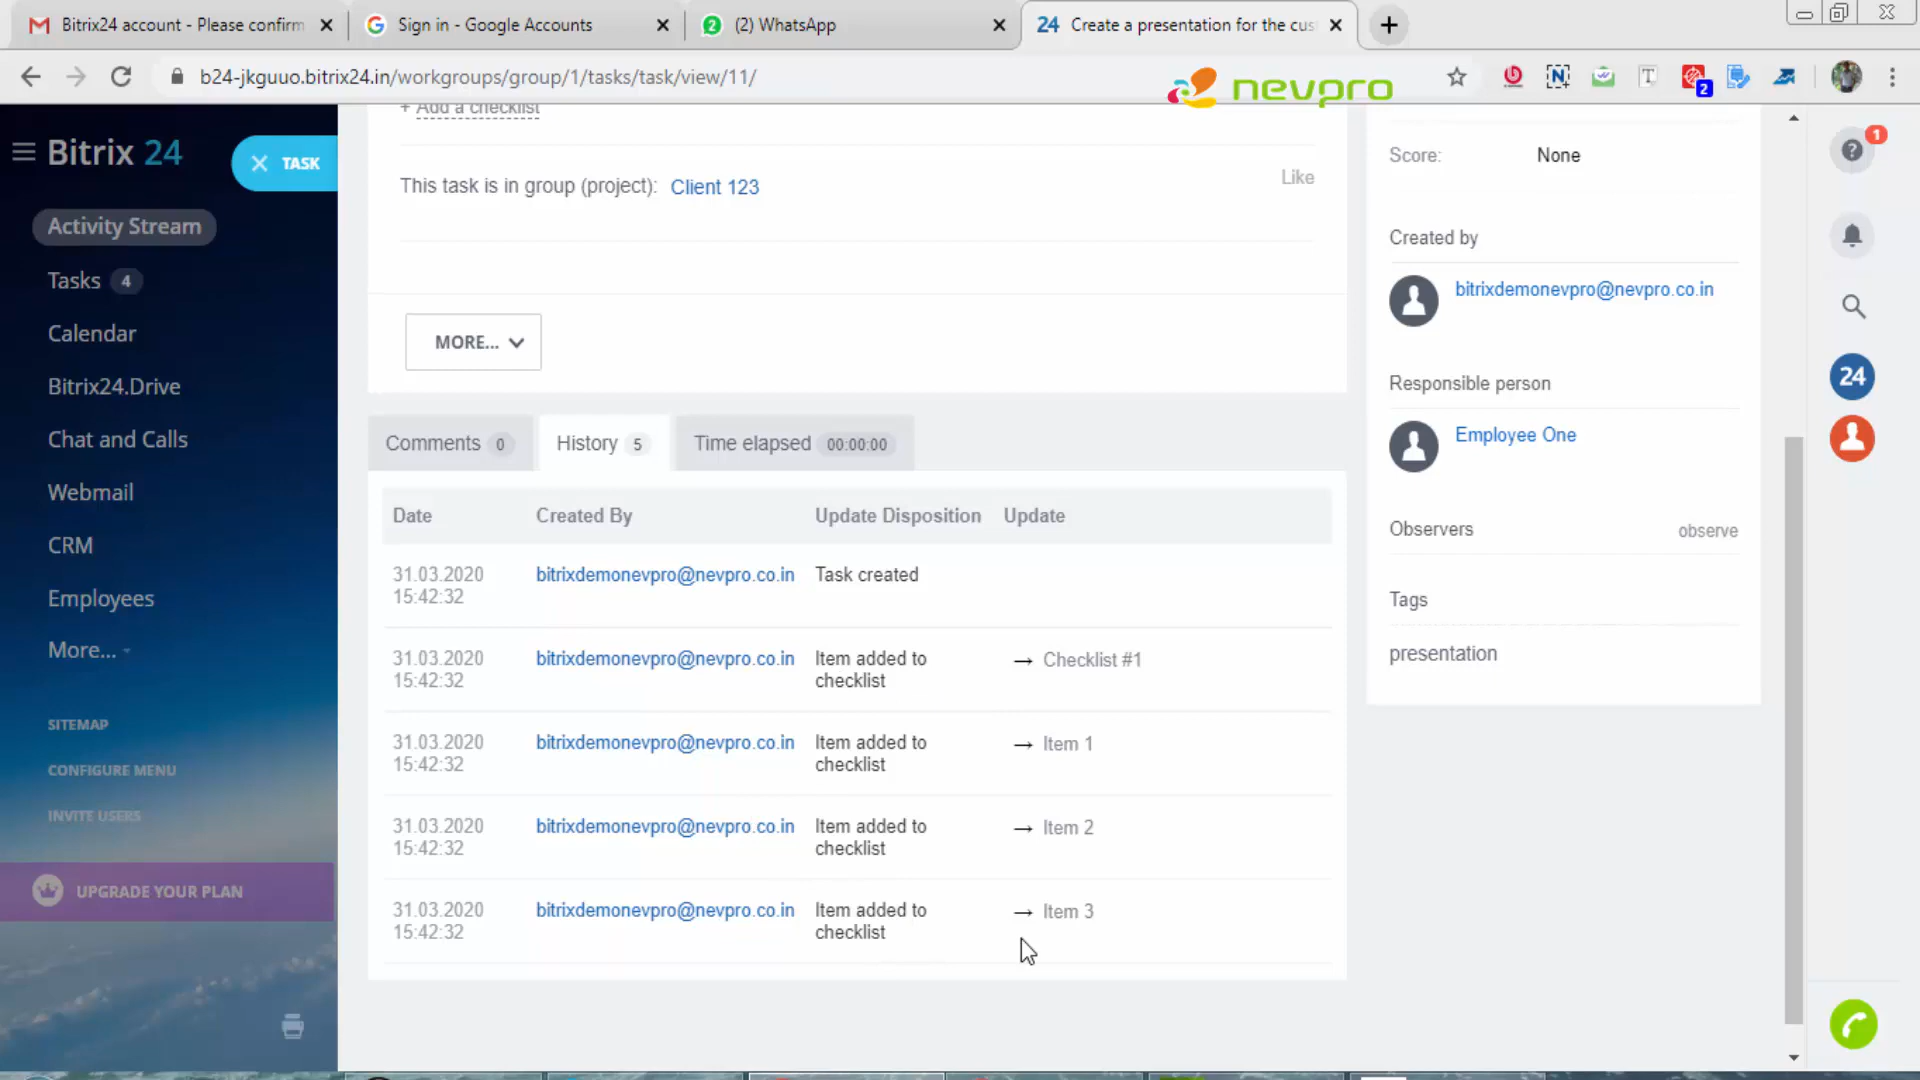 Bitrix24 account - Please confirm
Sign in - Google Accounts
2
(2) WhatsApp
24
Create a presentation for the cus
b24-jkguuo.bitrix24.in/workgroups/group/1/tasks/task/view/11/
nevpro
N
T
2
Bitrix 24
TASK
Activity Stream
Tasks 4
Calendar
Bitrix24.Drive
Chat and Calls
Webmail
CRM
Employees
More...
SITEMAP
CONFIGURE MENU
INVITE USERS
UPGRADE YOUR PLAN
+ Add a checklist
This task is in group (project): Client 123
Like
MORE...
Comments 0
History 5
Time elapsed 00:00:00
Date Created By Update Disposition Update
31.03.2020 bitrixdemonevpro@nevpro.co.in Task created
15:42:32
31.03.2020 bitrixdemonevpro@nevpro.co.in Item added to → Checklist #1
15:42:32 checklist
31.03.2020 bitrixdemonevpro@nevpro.co.in Item added to → Item 1
15:42:32 checklist
31.03.2020 bitrixdemonevpro@nevpro.co.in Item added to → Item 2
15:42:32 checklist
31.03.2020 bitrixdemonevpro@nevpro.co.in Item added to → Item 3
15:42:32 checklist
Score: None
Created by
bitrixdemonevpro@nevpro.co.in
Responsible person
Employee One
Observers observe
Tags
presentation
?
1
24